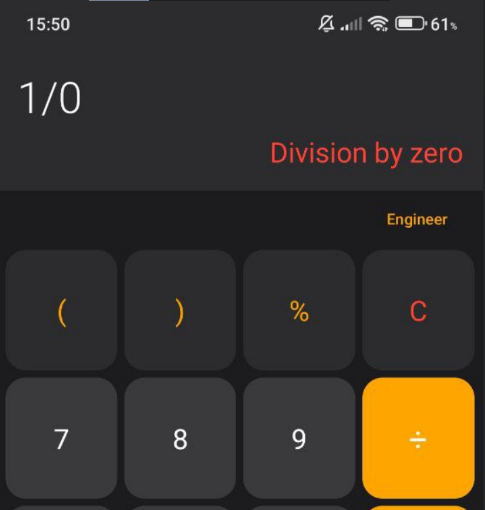 15:50 61%
1/0
Division by zero
Engineer
( ) % C
7 8 9 ÷